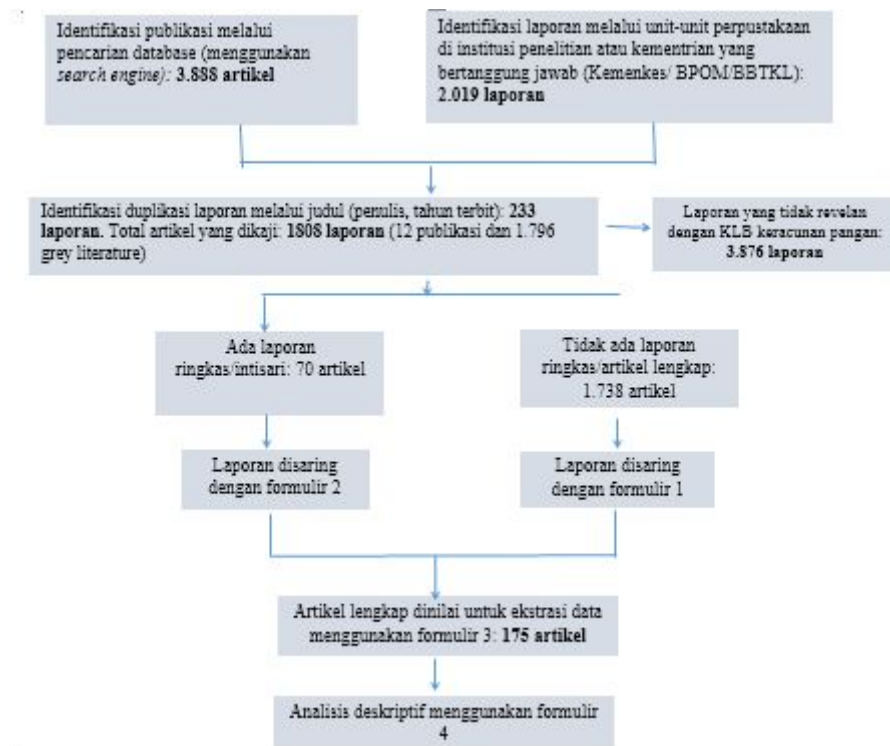 Identifikasi publikasi melalui
pencarian database (menggunakan
search engine): 3.888 artikel
Identifikasi laporan melalui unit-unit perpustakaan
di institusi penelitian atau kementrian yang
bertanggung jawab (Kemenkes/ BPOM/BBTKL):
2.019 laporan
Identifikasi duplikasi laporan melalui judul (penulis, tahun terbit): 233
laporan. Total artikel yang dikaji: 1808 laporan (12 publikasi dan 1.796
grey literature)
Laporan yang tidak revelan
dengan KLB keracunan pangan:
3.876 laporan
Ada laporan
ringkas/intisari: 70 artikel
Tidak ada laporan
ringkas/artikel lengkap:
1.738 artikel
Laporan disaring
dengan formulir 2
Laporan disaring
dengan formulir 1
Artikel lengkap dinilai untuk ekstrasi data
menggunakan formulir 3: 175 artikel
Analisis deskriptif menggunakan formulir
4